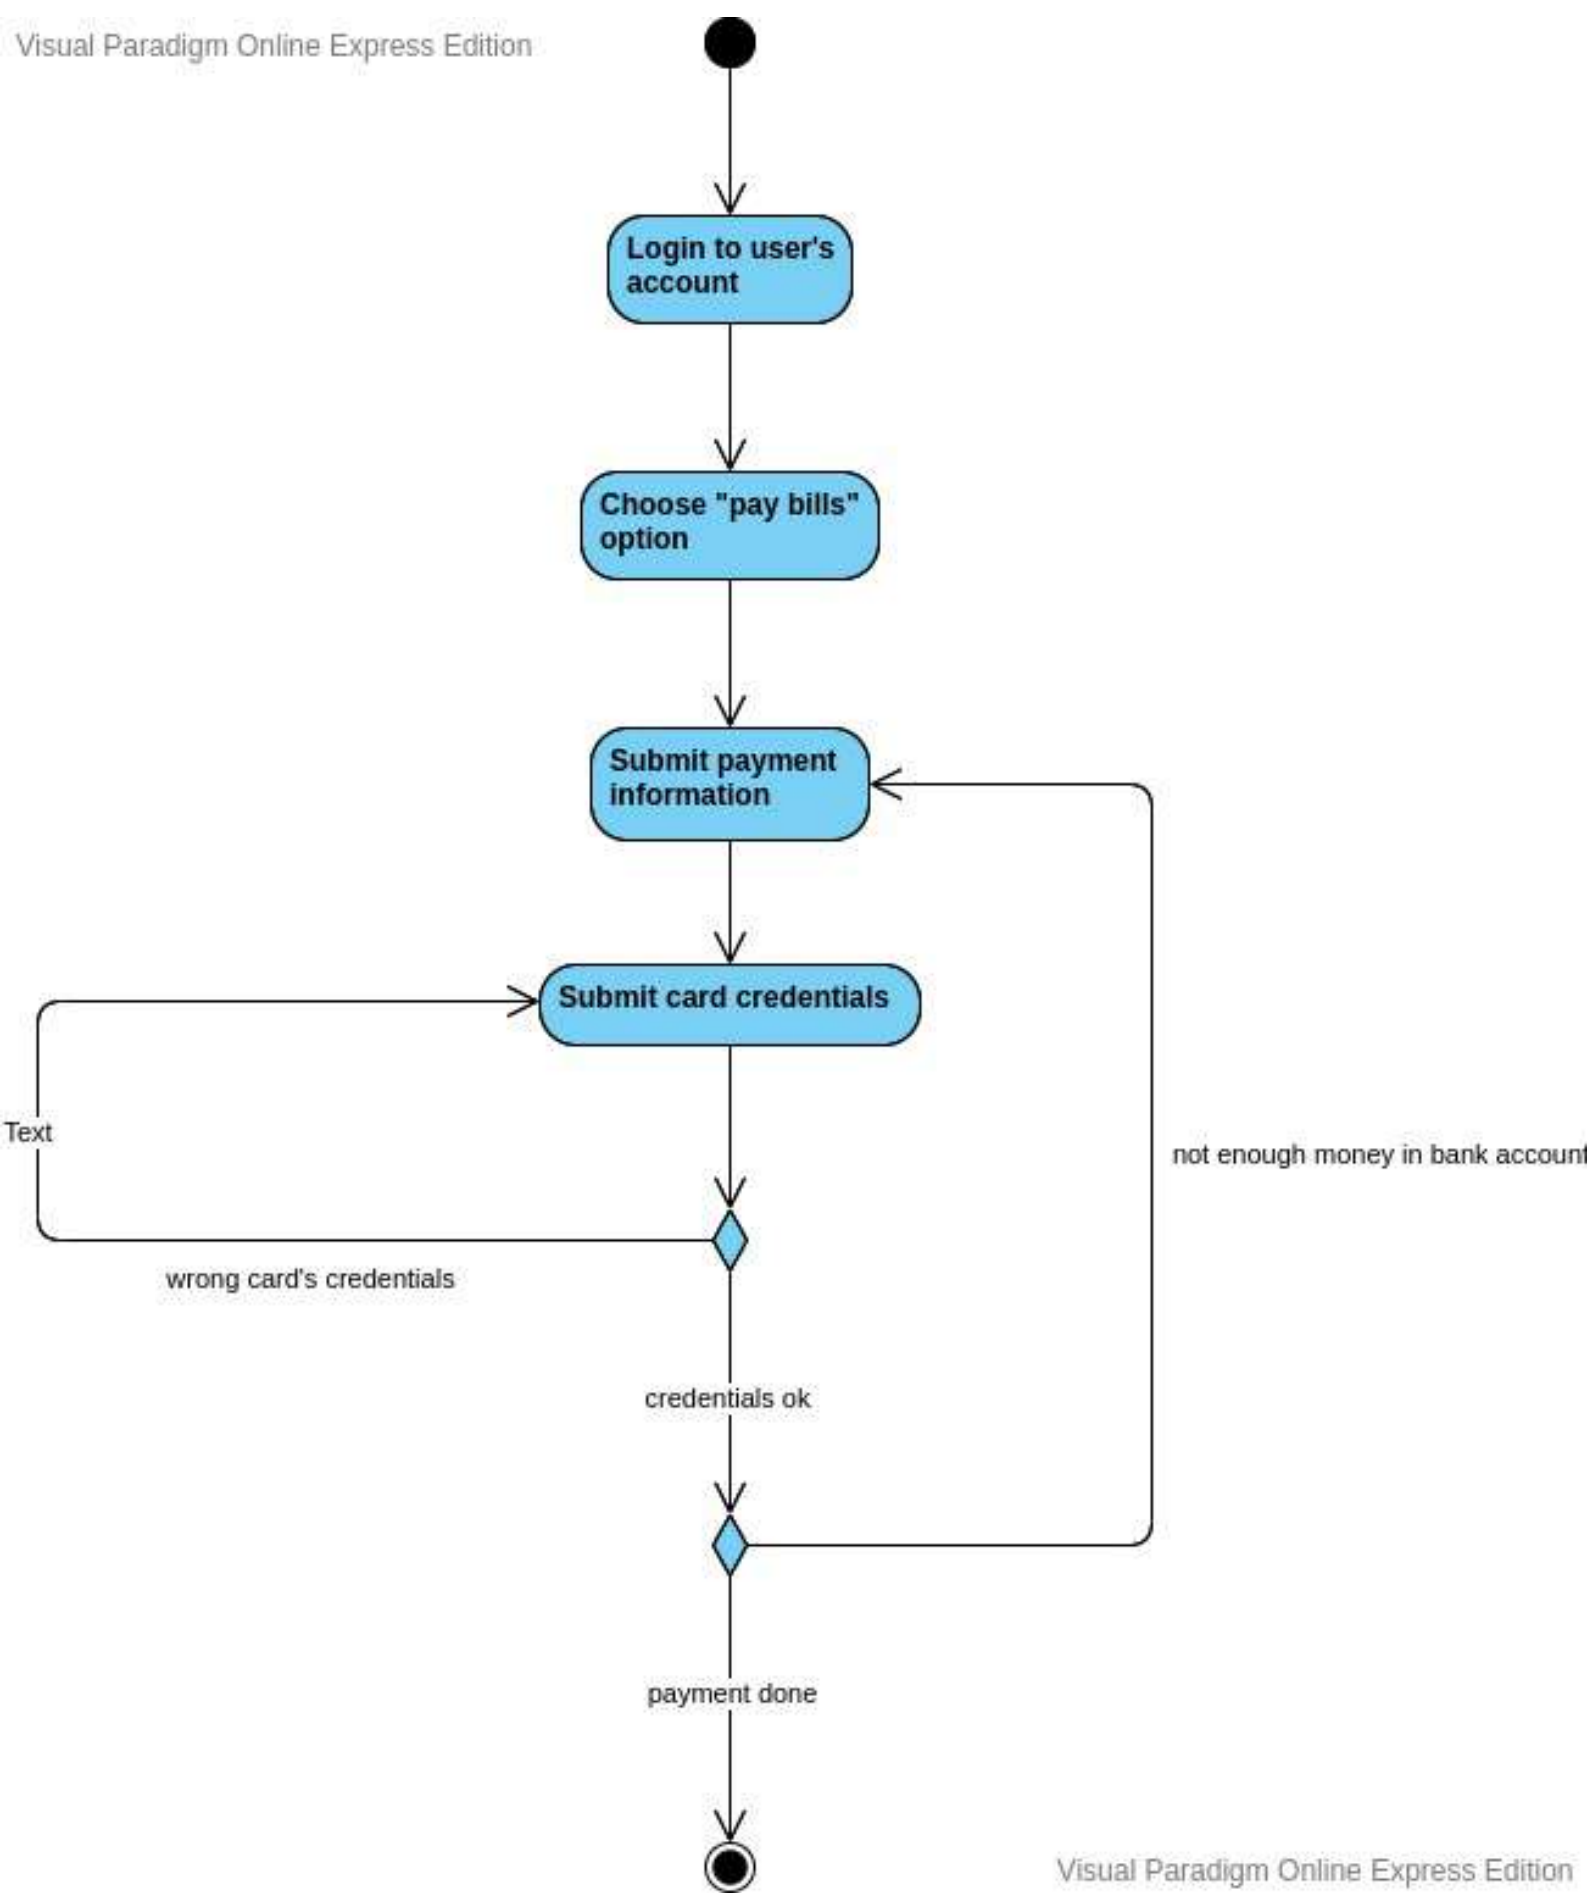 Visual Paradigm Online Express Edition
Login to user's
account
Choose "pay bills"
option
Submit payment
information
Submit card credentials
Text
not enough money in bank account
wrong card's credentials
credentials ok
payment done
Visual Paradigm Online Express Edition